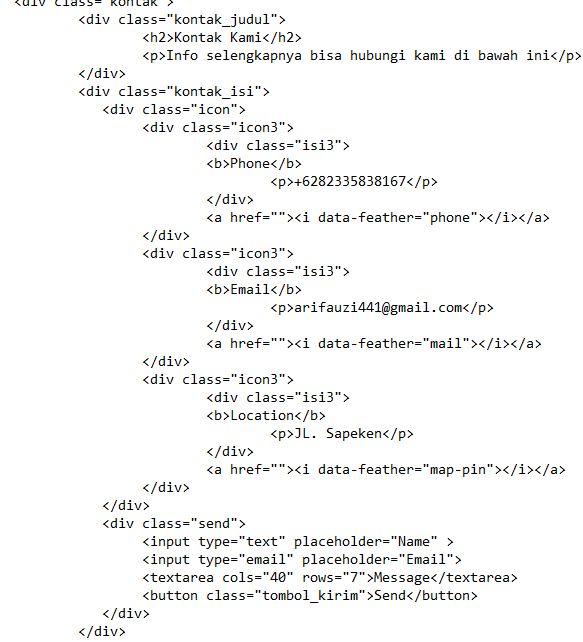 <div class="kontak">
<div class="kontak_judul">
<h2>Kontak Kami</h2>
<p>Info selengkapnya bisa hubungi kami di bawah ini</p>
</div>
<div class="kontak_isi">
<div class="icon">
<div class="icon3">
<div class="isi3">
<b>Phone</b>
<p>+6282335838167</p>
</div>
<a href=""><i data-feather="phone"></i></a>
</div>
<div class="icon3">
<div class="isi3">
<b>Email</b>
<p>arifauzi441@gmail.com</p>
</div>
<a href=""><i data-feather="mail"></i></a>
</div>
<div class="icon3">
<div class="isi3">
<b>Location</b>
<p>JL. Sapeken</p>
</div>
<a href=""><i data-feather="map-pin"></i></a>
</div>
</div>
<div class="send">
<input type="text" placeholder="Name" >
<input type="email" placeholder="Email">
<textarea cols="40" rows="7">Message</textarea>
<button class="tombol_kirim">Send</button>
</div>
</div>